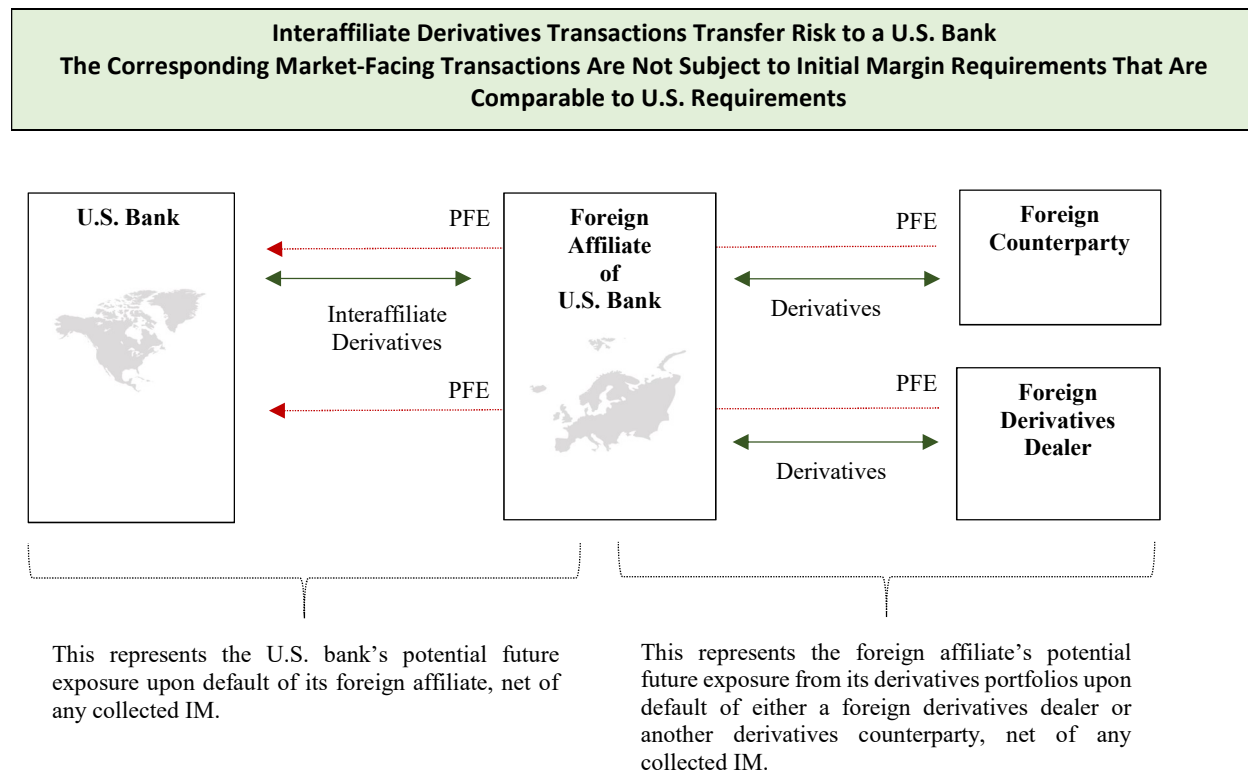 Interaffiliate Derivatives Transactions Transfer Risk to a U.S. Bank
The Corresponding Market-Facing Transactions Are Not Subject to Initial Margin Requirements That Are
Comparable to U.S. Requirements
U.S. Bank
PFE
Interaffiliate
Derivatives
PFE
Foreign
Affiliate
of
U.S. Bank
PFE
Derivatives
PFE
Derivatives
Foreign
Counterparty
Foreign
Derivatives
Dealer
This represents the U.S. bank’s potential future
exposure upon default of its foreign affiliate, net of
any collected IM.
This represents the foreign affiliate’s potential
future exposure from its derivatives portfolios upon
default of either a foreign derivatives dealer or
another derivatives counterparty, net of any
collected IM.